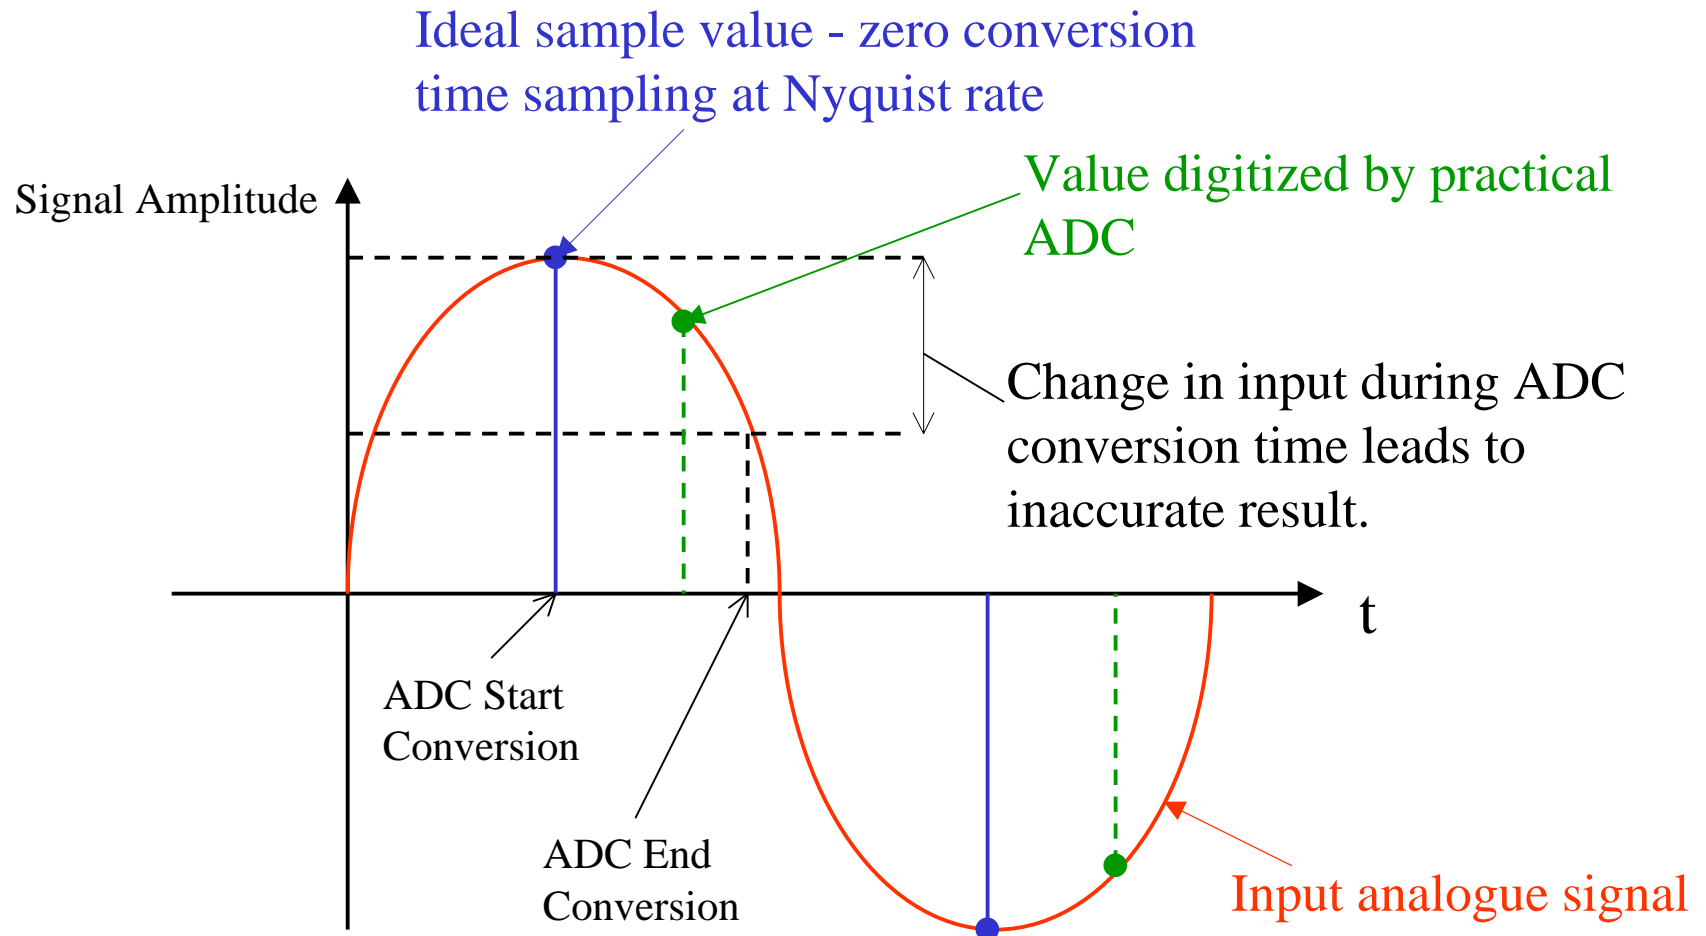 Ideal sample value - zero conversion
time sampling at Nyquist rate
Value digitized by practical
ADC
Signal Amplitude
Change in input during ADC
conversion time leads to
inaccurate result.
t
ADC Start
Conversion
ADC End
Conversion
Input analogue signal